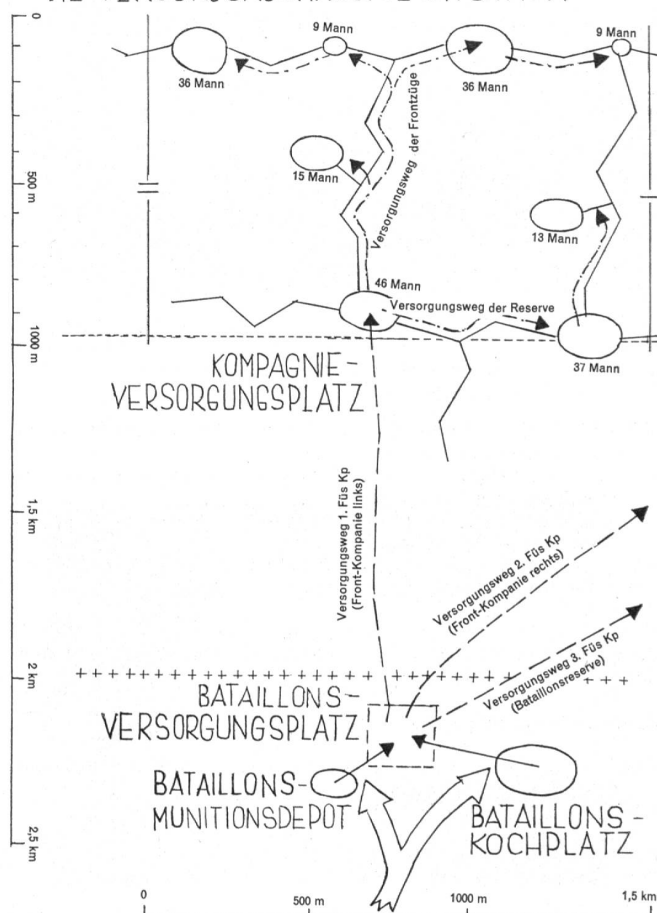 0
9 Mann
9 Mann
36 Mann
36 Mann
500 m
15 Mann
Versorgungsweg der Frontzüge
13 Mann
46 Mann
Versorgungsweg der Reserve
1000 m
37 Mann
KOMPAGNIE-
VERSORGUNGSPLATZ
Versorgungsweg 1. Füs Kp
(Front-Kompanie links)
1,5 km
Versorgungsweg 2. Füs Kp
(Front-Kompanie rechts)
2 km
Versorgungsweg 3. Füs Kp
(Bataillonsreserve)
BATAILLONS-
VERSORGUNGSPLATZ
BATAILLONS-
MUNITIONSDEPOT
BATAILLONS-
KOCHPLATZ
2,5 km
0
500 m
1000 m
1,5 km